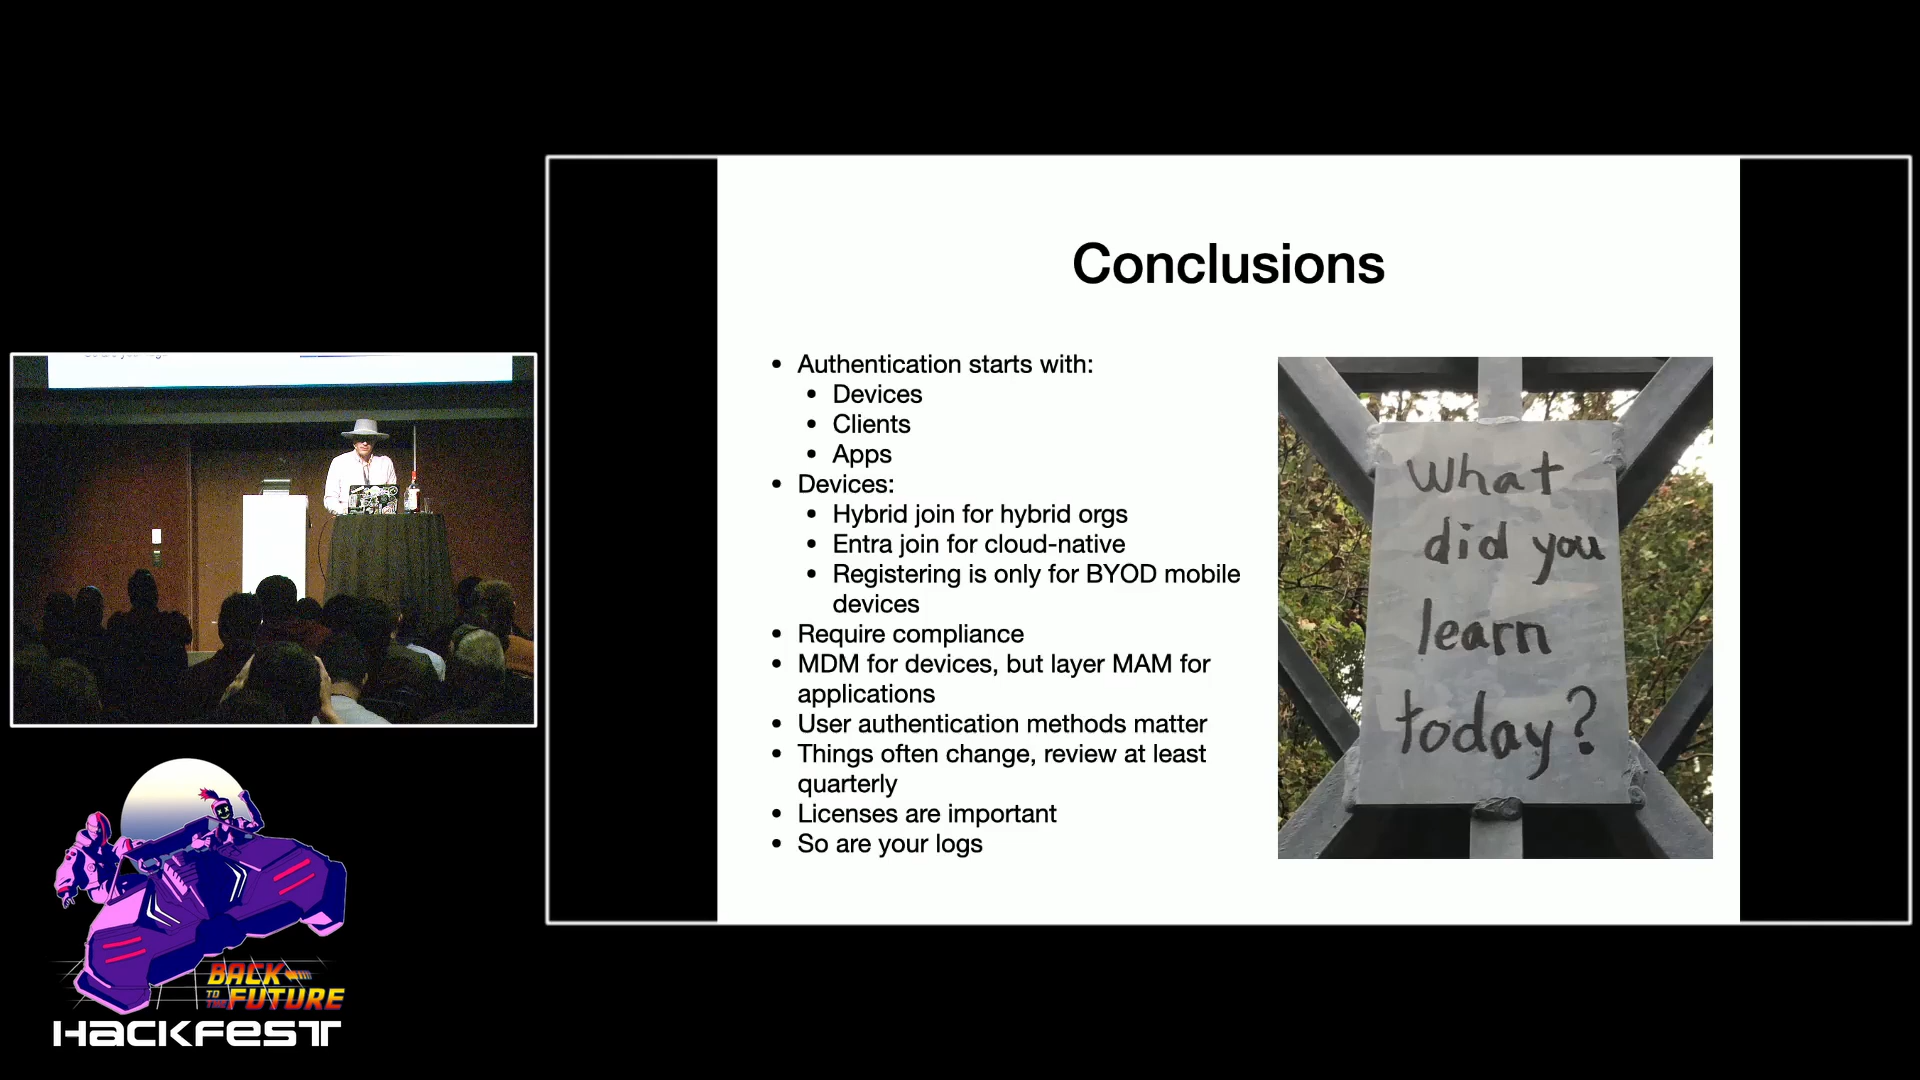 Conclusions
Authentication starts with:
Devices
Clients
Apps
Devices:
Hybrid join for hybrid orgs
Entra join for cloud-native
Registering is only for BYOD mobile
devices
Require compliance
MDM for devices, but layer MAM for
applications
User authentication methods matter
Things often change, review at least
quarterly
Licenses are important
So are your logs
What
did you
learn
today?
BACK
TO THE FUTURE
HACKFEST